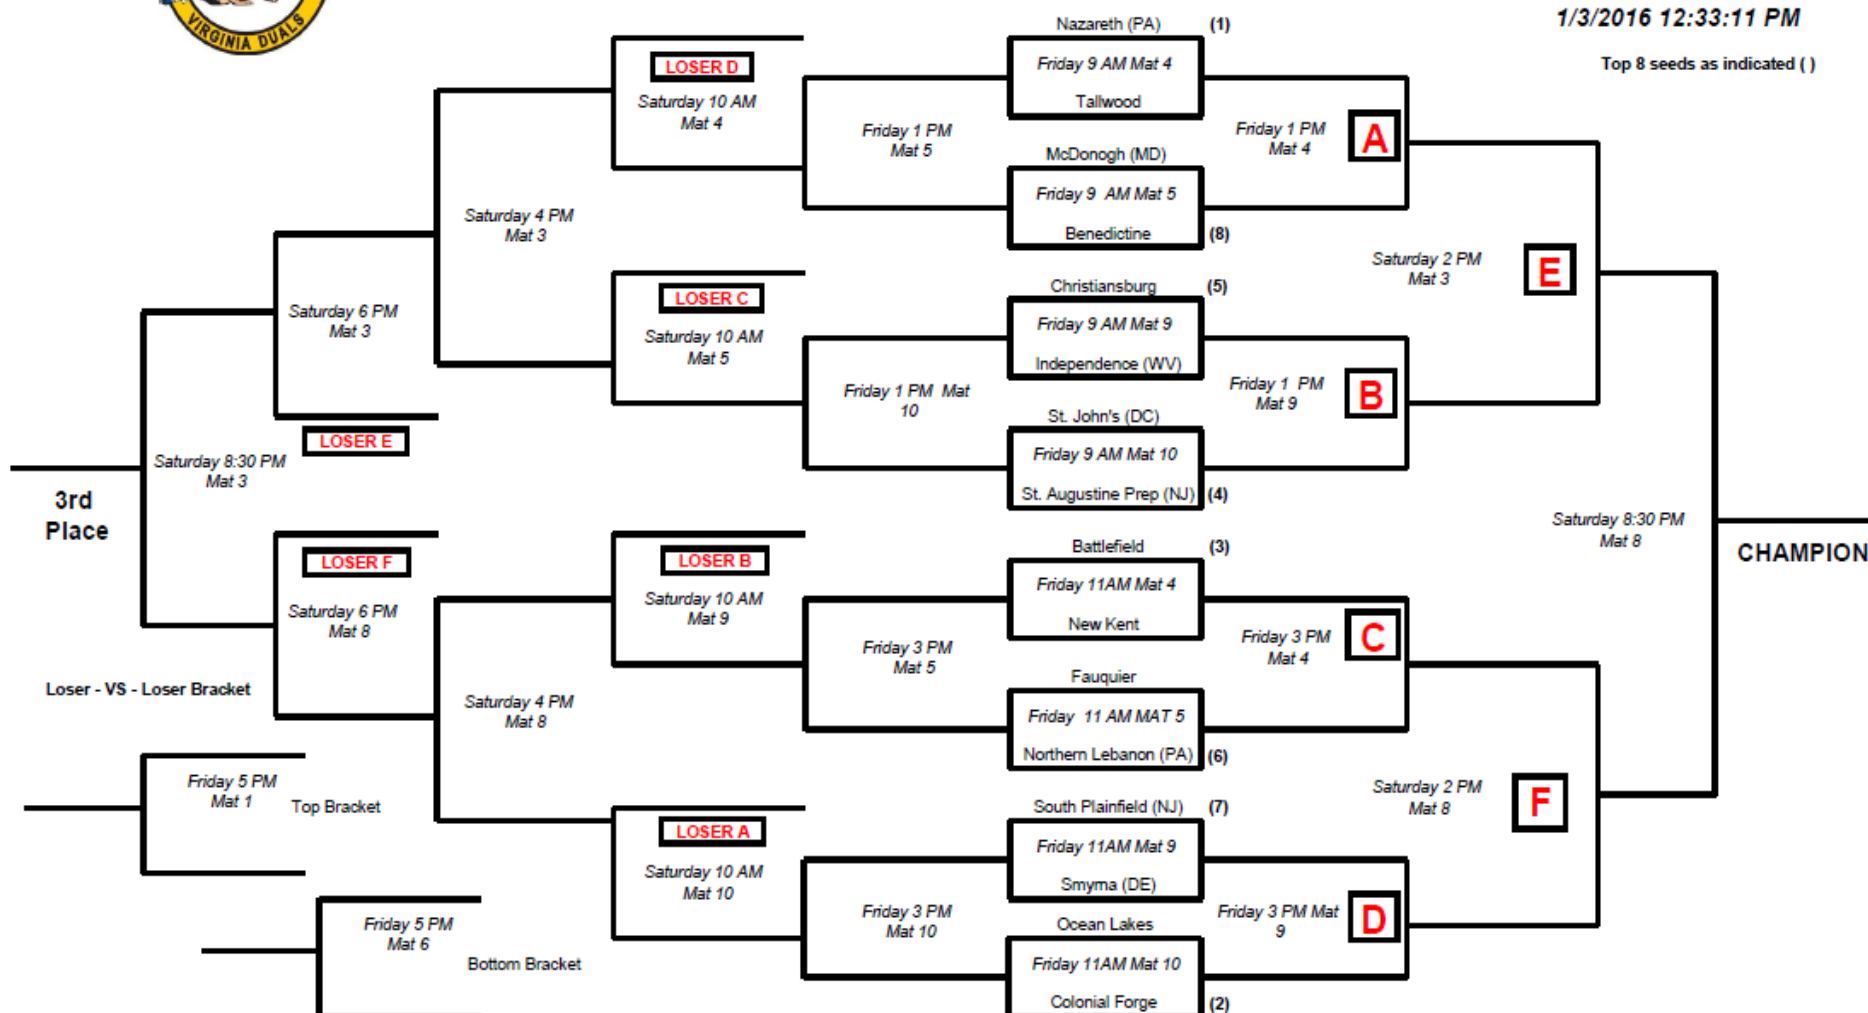 VIRGINIA DUALS
1/3/2016 12:33:11 PM
Top 8 seeds as indicated ( )
Nazareth (PA) (1)
Friday 9 AM Mat 4
Tallwood
McDonogh (MD)
Friday 9 AM Mat 5
Benedictine (8)
Christiansburg (5)
Friday 9 AM Mat 9
Independence (WV)
St. John's (DC)
Friday 9 AM Mat 10
St. Augustine Prep (NJ) (4)
Battlefield (3)
Friday 11AM Mat 4
New Kent
Fauquier
Friday 11 AM MAT 5
Northern Lebanon (PA) (6)
South Plainfield (NJ) (7)
Friday 11AM Mat 9
Smyrna (DE)
Ocean Lakes
Friday 11AM Mat 10
Colonial Forge (2)
Friday 1 PM
Mat 4
A
Friday 1 PM
Mat 9
B
Friday 3 PM
Mat 4
C
Friday 3 PM Mat
9
D
Saturday 2 PM
Mat 3
E
Saturday 2 PM
Mat 8
F
Saturday 8:30 PM
Mat 8
CHAMPION
Friday 1 PM
Mat 5
Friday 1 PM Mat
10
Friday 3 PM
Mat 5
Friday 3 PM
Mat 10
LOSER D
Saturday 10 AM
Mat 4
LOSER C
Saturday 10 AM
Mat 5
LOSER B
Saturday 10 AM
Mat 9
LOSER A
Saturday 10 AM
Mat 10
Saturday 4 PM
Mat 3
Saturday 4 PM
Mat 8
Saturday 6 PM
Mat 3
LOSER E
LOSER F
Saturday 6 PM
Mat 8
Saturday 8:30 PM
Mat 3
3rd
Place
Loser - VS - Loser Bracket
Friday 5 PM
Mat 1
Top Bracket
Friday 5 PM
Mat 6
Bottom Bracket